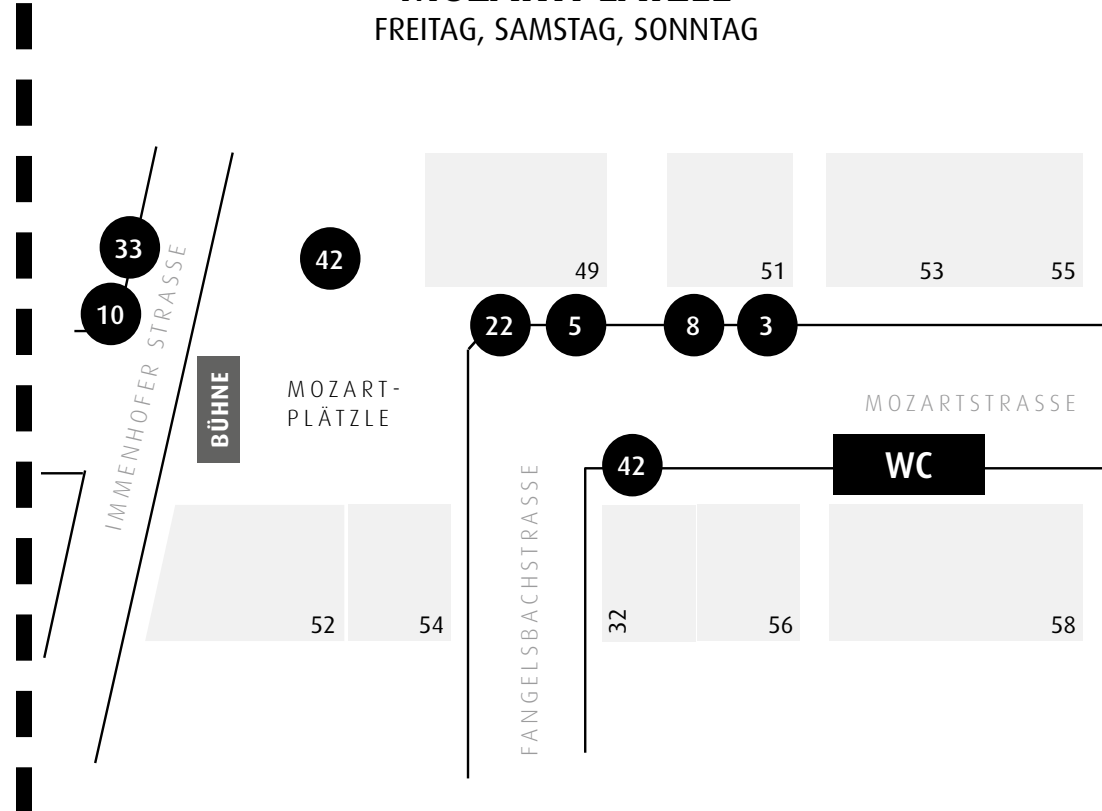 FREITAG, SAMSTAG, SONNTAG
33
42
10
IMMENHOFER STRASSE
49
51
53
55
22
5
8
3
BÜHNE
MOZART-
PLÄTZLE
MOZARTSTRASSE
42
WC
FANGELSBACHSTRASSE
52
54
32
56
58